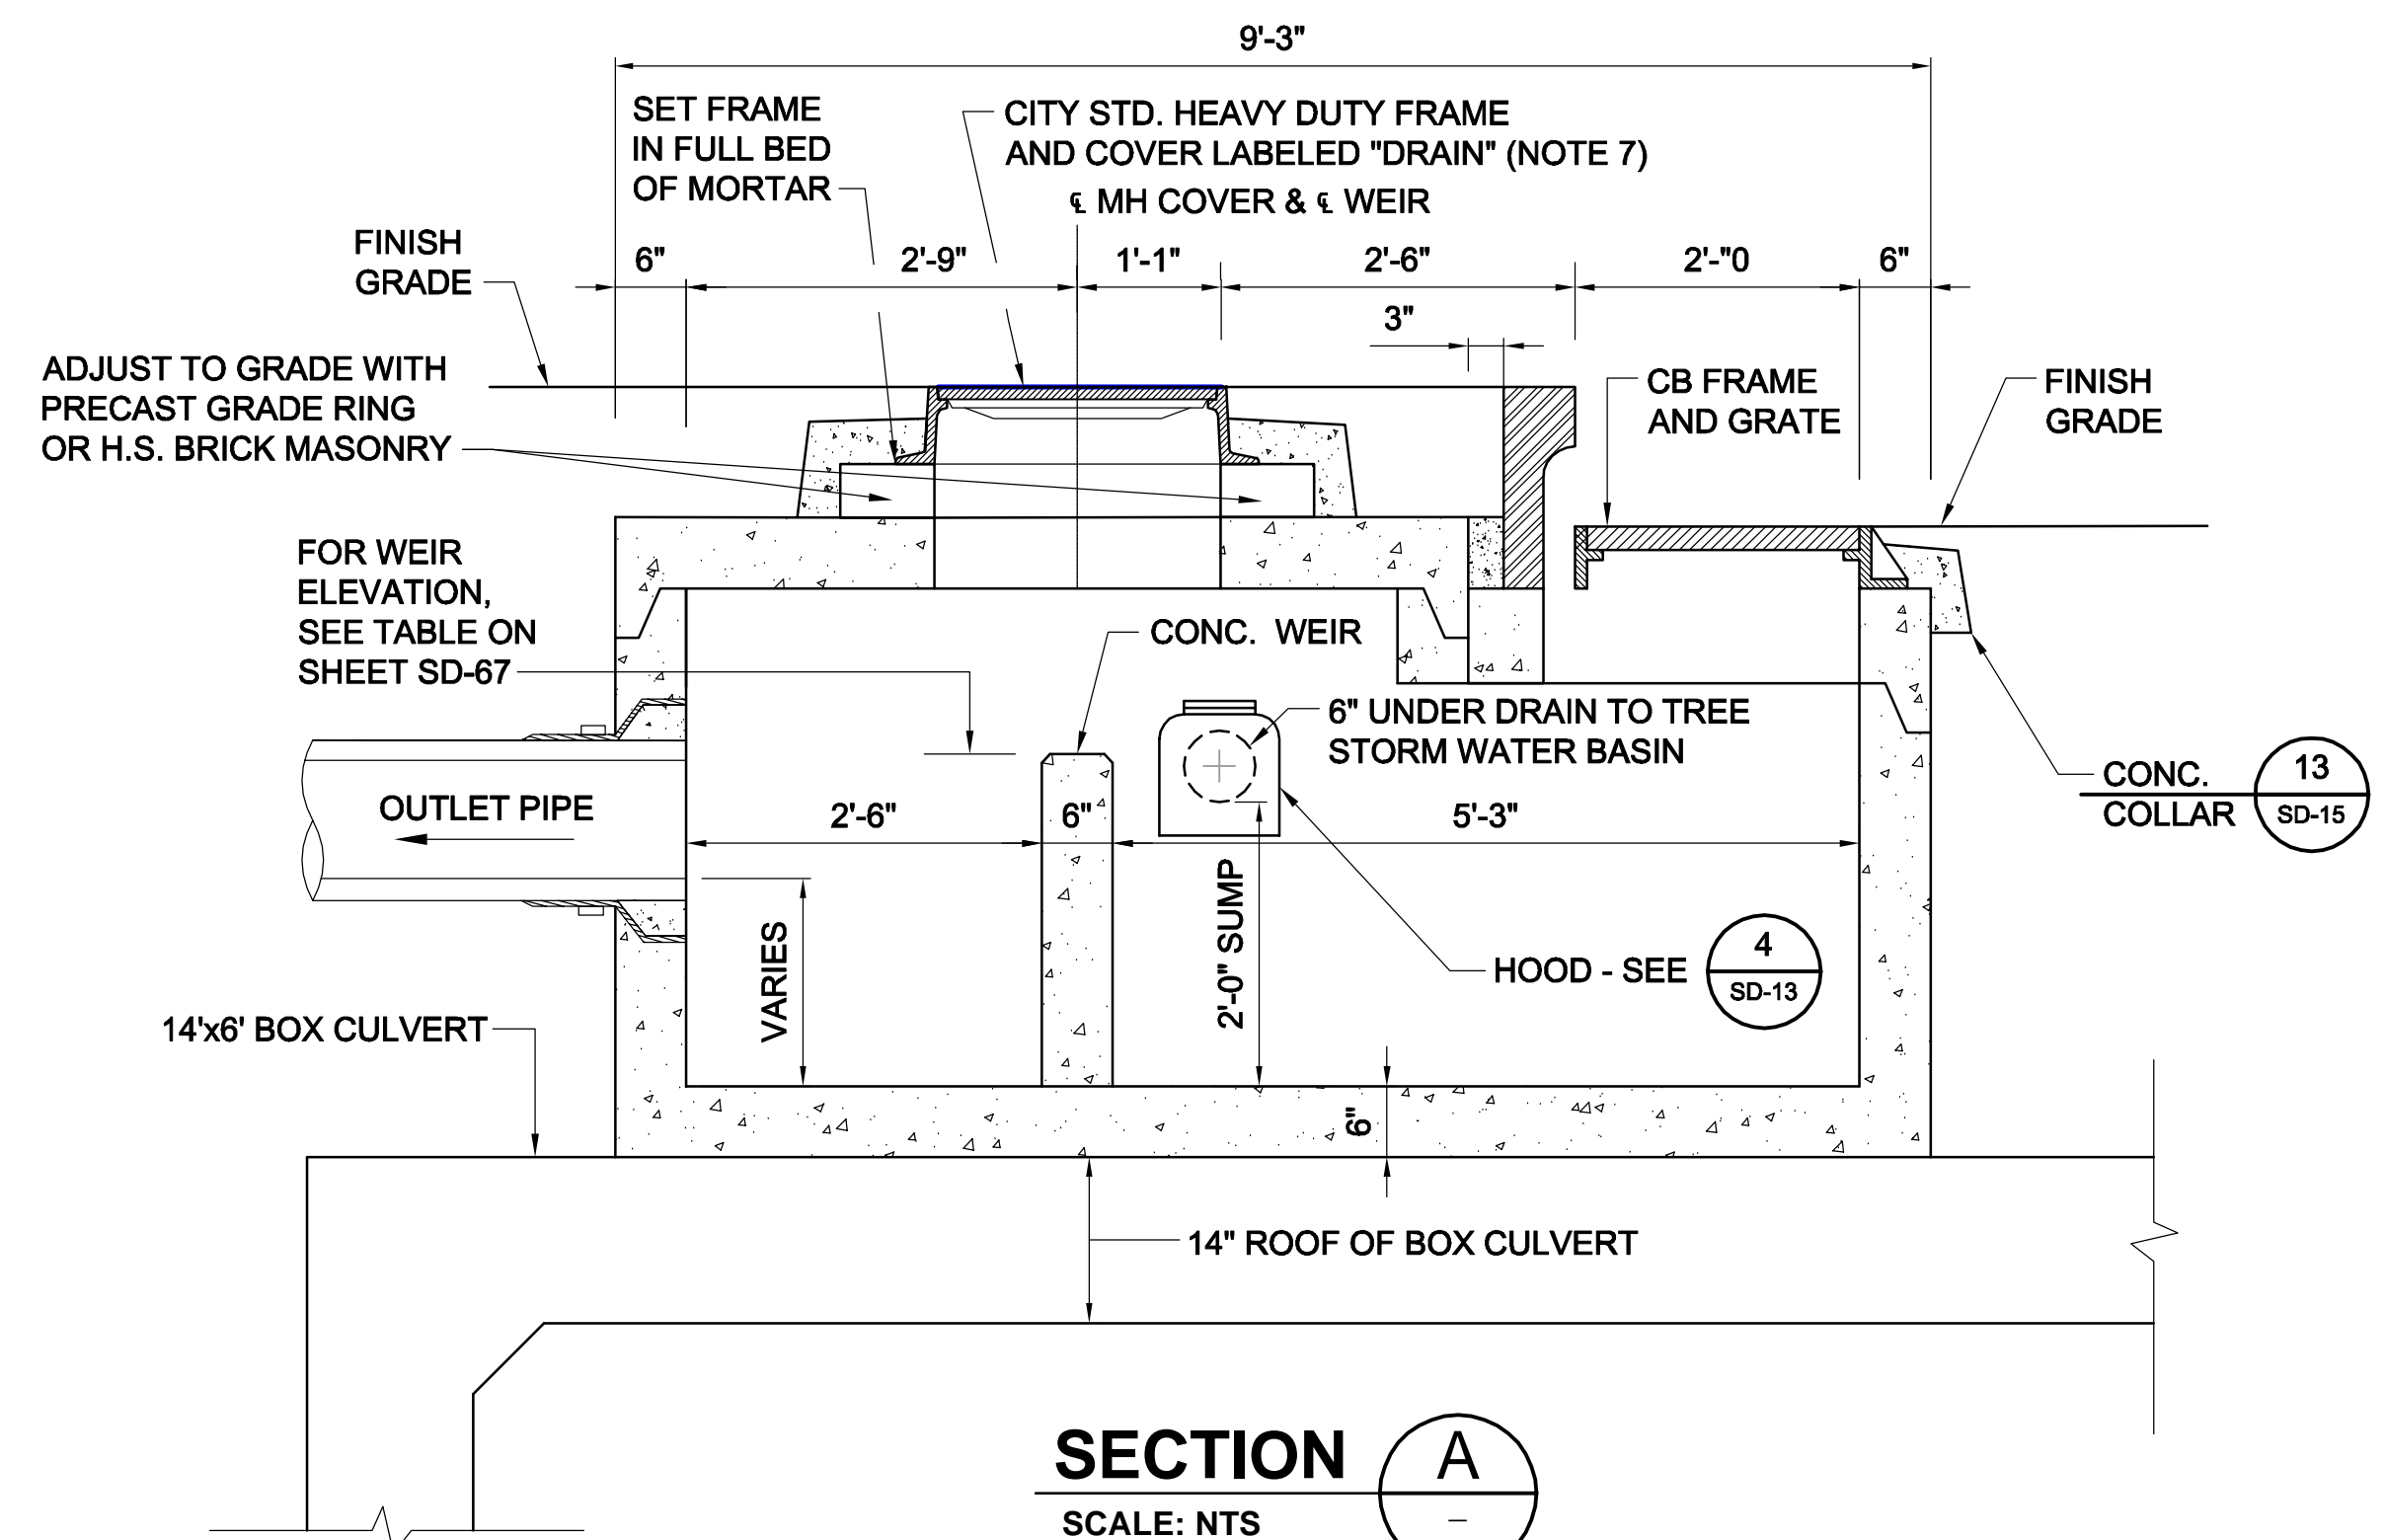 9'-3"
SET FRAME
IN FULL BED
OF MORTAR
CITY STD. HEAVY DUTY FRAME
AND COVER LABELED "DRAIN" (NOTE 7)
℄ MH COVER & ℄ WEIR
FINISH
GRADE
6"
2'-9"
1'-1"
2'-6"
2'-"0
6"
3"
ADJUST TO GRADE WITH
PRECAST GRADE RING
OR H.S. BRICK MASONRY
CB FRAME
AND GRATE
FINISH
GRADE
FOR WEIR
ELEVATION,
SEE TABLE ON
SHEET SD-67
CONC. WEIR
6" UNDER DRAIN TO TREE
STORM WATER BASIN
CONC.
COLLAR
13
SD-15
OUTLET PIPE
2'-6"
6"
5'-3"
VARIES
2'-0" SUMP
HOOD - SEE
4
SD-13
14'x6' BOX CULVERT
6"
14" ROOF OF BOX CULVERT
SECTION
A
-
SCALE: NTS